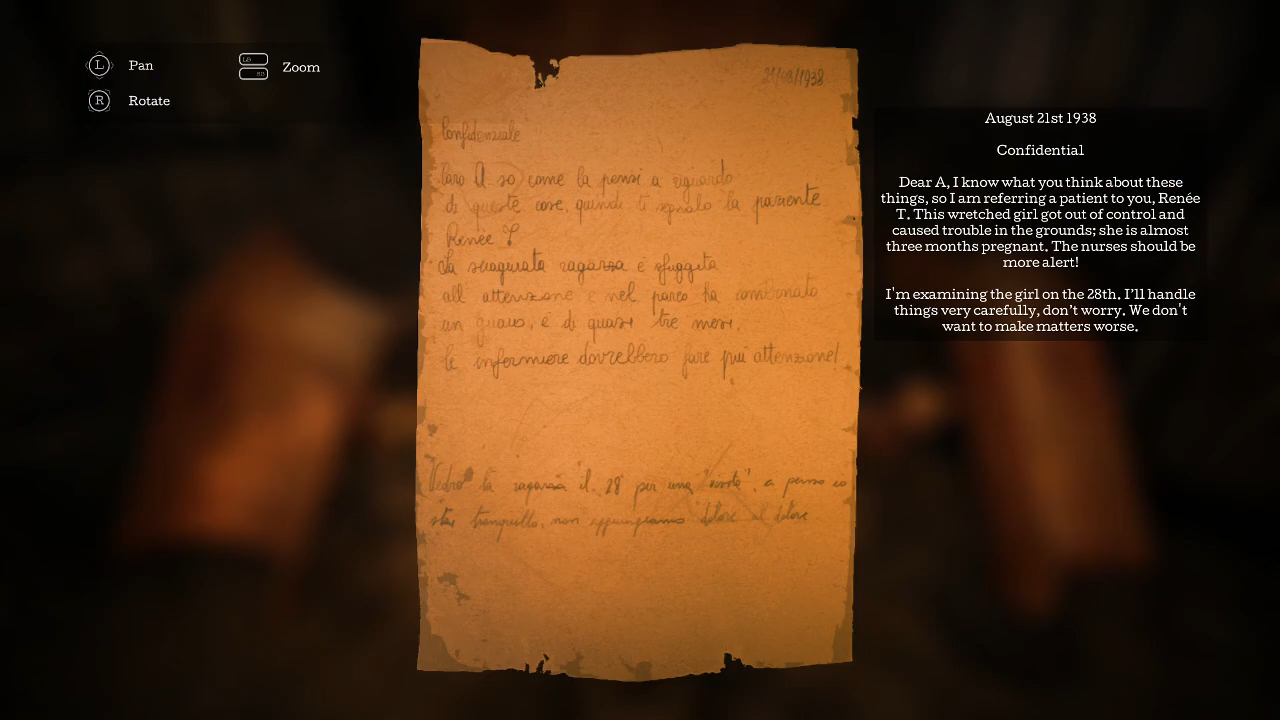 L
Pan
LB
RB
Zoom
R
Rotate
21/08/1938
Confidenziale
Caro A so come la pensi a riguardo
di queste cose, quindi ti segnalo la paziente
Renée T
La sciagurata ragazza è sfuggita
all attenzione e nel parco ha combinato
un guaio, è di quasi tre mesi.
le infermiere dovrebbero fare più attenzione!
Vedrò la ragazza il 28 per una "visita", a penso io
stai tranquillo, non aggiungiamo dolore al dolore
August 21st 1938
Confidential
Dear A, I know what you think about these
things, so I am referring a patient to you, Renée
T. This wretched girl got out of control and
caused trouble in the grounds; she is almost
three months pregnant. The nurses should be
more alert!
I'm examining the girl on the 28th. I'll handle
things very carefully, don't worry. We don't
want to make matters worse.